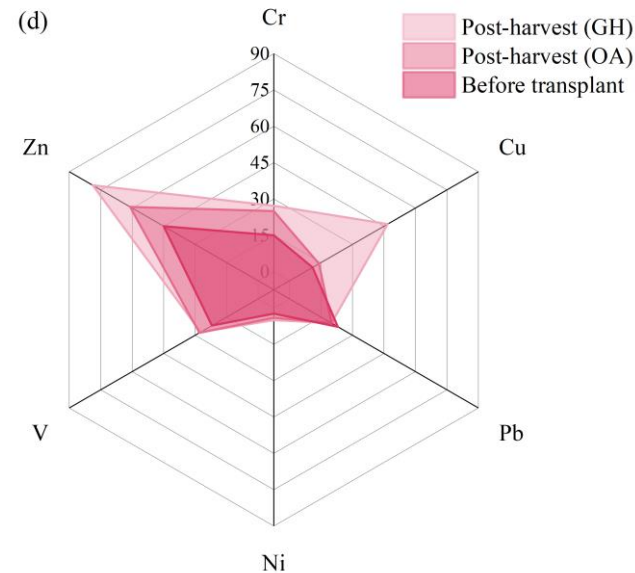 (d)
Cr
Post-harvest (GH)
Post-harvest (OA)
Before transplant
90
75
60
45
30
15
0
Zn
Cu
V
Pb
Ni